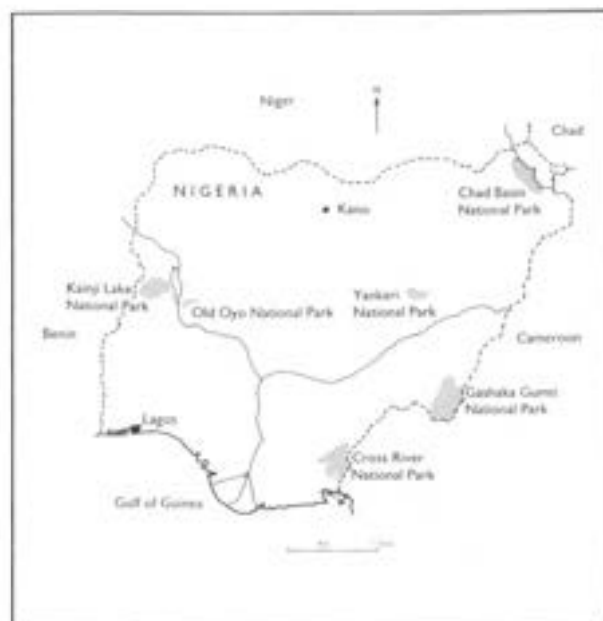 N
Niger
Chad
NIGERIA
Chad Basin
National Park
Kano
Kainji Lake
National Park
Old Oyo National Park
Yankari
National Park
Benin
Cameroon
Gashaka Gumti
National Park
Lagos
Cross River
National Park
Gulf of Guinea